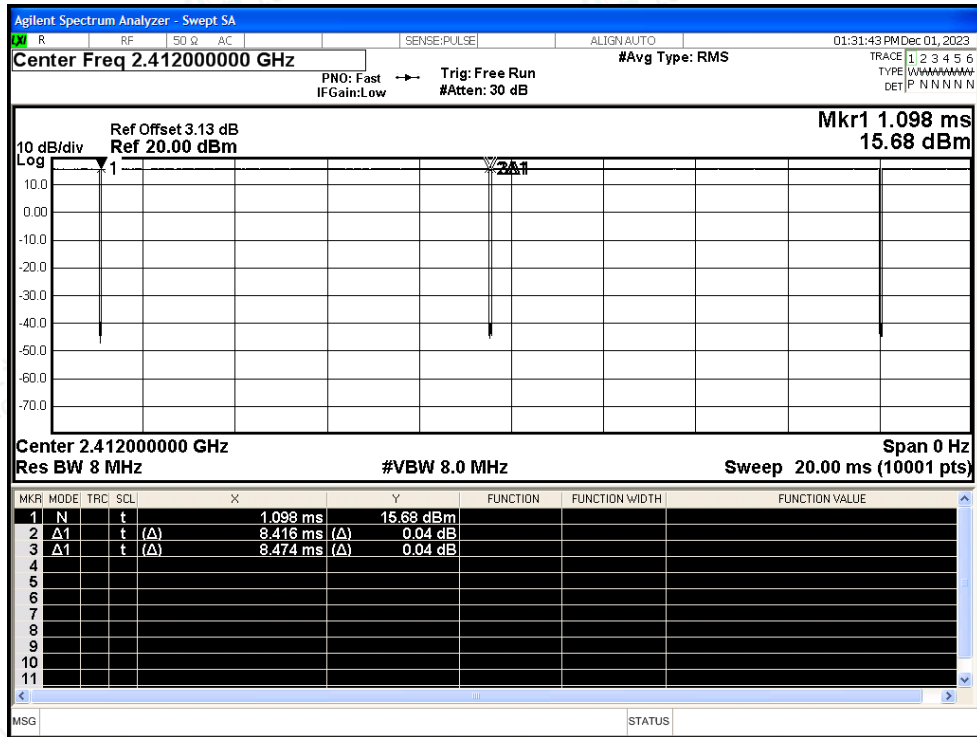 Agilent Spectrum Analyzer - Swept SA
LXI R RF 50 Ω AC SENSE:PULSE ALIGN AUTO 01:31:43 PM Dec 01, 2023
Center Freq 2.412000000 GHz
#Avg Type: RMS
TRACE 1 2 3 4 5 6
PNO: Fast Trig: Free Run
TYPE WWWWWW
IFGain:Low #Atten: 30 dB
DET P N N N N N
Mkr1 1.098 ms
15.68 dBm
Ref Offset 3.13 dB
10 dB/div Ref 20.00 dBm
Log
1
10.0
0.00
-10.0
-20.0
-30.0
-40.0
-50.0
-60.0
-70.0
Center 2.412000000 GHz Span 0 Hz
Res BW 8 MHz #VBW 8.0 MHz Sweep 20.00 ms (10001 pts)
MKR MODE TRC SCL X Y FUNCTION FUNCTION WIDTH FUNCTION VALUE
1 N t 1.098 ms 15.68 dBm
2 Δ1 t (Δ) 8.416 ms (Δ) 0.04 dB
3 Δ1 t (Δ) 8.474 ms (Δ) 0.04 dB
4
5
6
7
8
9
10
11
MSG STATUS